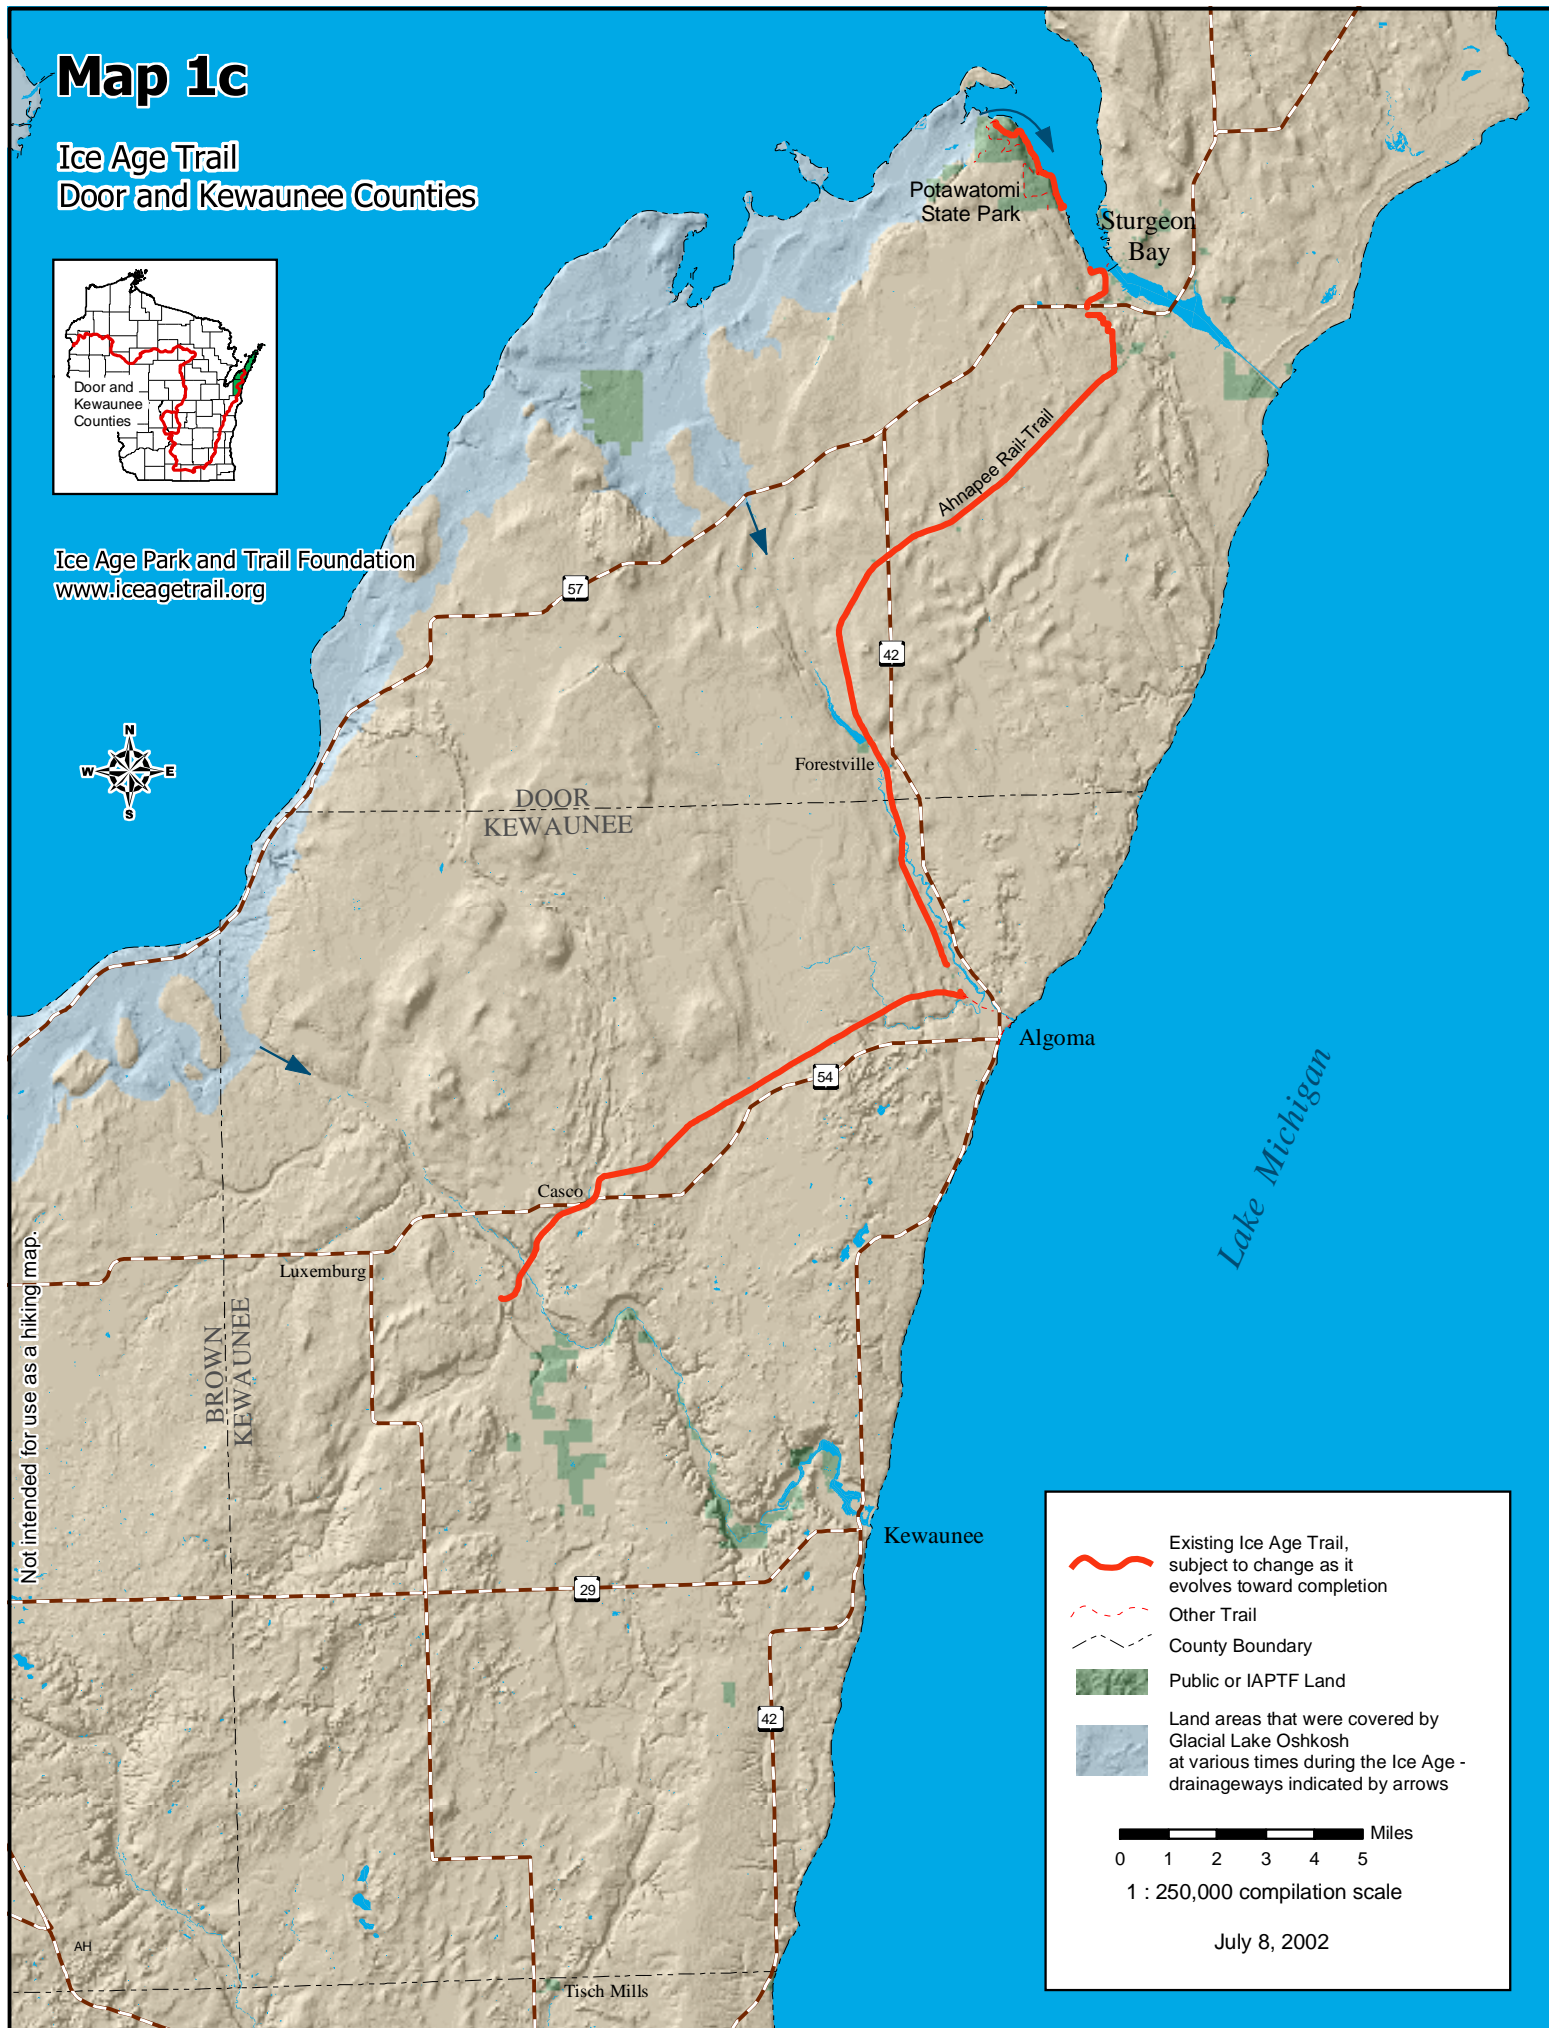 Map 1c
Ice Age Trail
Door and Kewaunee Counties
Door and
Kewaunee
Counties
Ice Age Park and Trail Foundation
www.iceagetrail.org
N
W
E
S
Potawatomi
State Park
Sturgeon
Bay
Ahnapee Rail-Trail
57
42
Forestville
DOOR
KEWAUNEE
Algoma
54
Lake Michigan
Casco
Luxemburg
BROWN
KEWAUNEE
Not intended for use as a hiking map.
Kewaunee
29
42
AH
Tisch Mills
Existing Ice Age Trail,
subject to change as it
evolves toward completion
Other Trail
County Boundary
Public or IAPTF Land
Land areas that were covered by
Glacial Lake Oshkosh
at various times during the Ice Age -
drainageways indicated by arrows
Miles
0 1 2 3 4 5
1 : 250,000 compilation scale
July 8, 2002